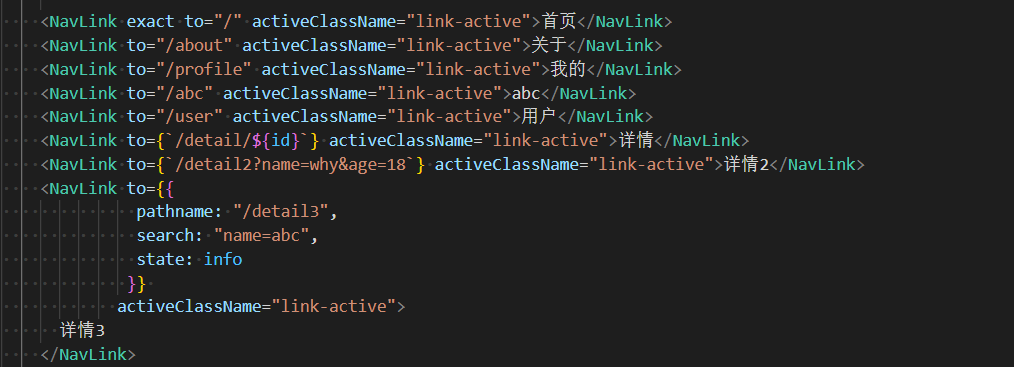 <NavLink exact to="/" activeClassName="link-active">首页</NavLink>
<NavLink to="/about" activeClassName="link-active">关于</NavLink>
<NavLink to="/profile" activeClassName="link-active">我的</NavLink>
<NavLink to="/abc" activeClassName="link-active">abc</NavLink>
<NavLink to="/user" activeClassName="link-active">用户</NavLink>
<NavLink to={`/detail/${id}`} activeClassName="link-active">详情</NavLink>
<NavLink to={`/detail2?name=why&age=18`} activeClassName="link-active">详情2</NavLink>
<NavLink to={{
pathname: "/detail3",
search: "name=abc",
state: info
}}
activeClassName="link-active">
详情3
</NavLink>